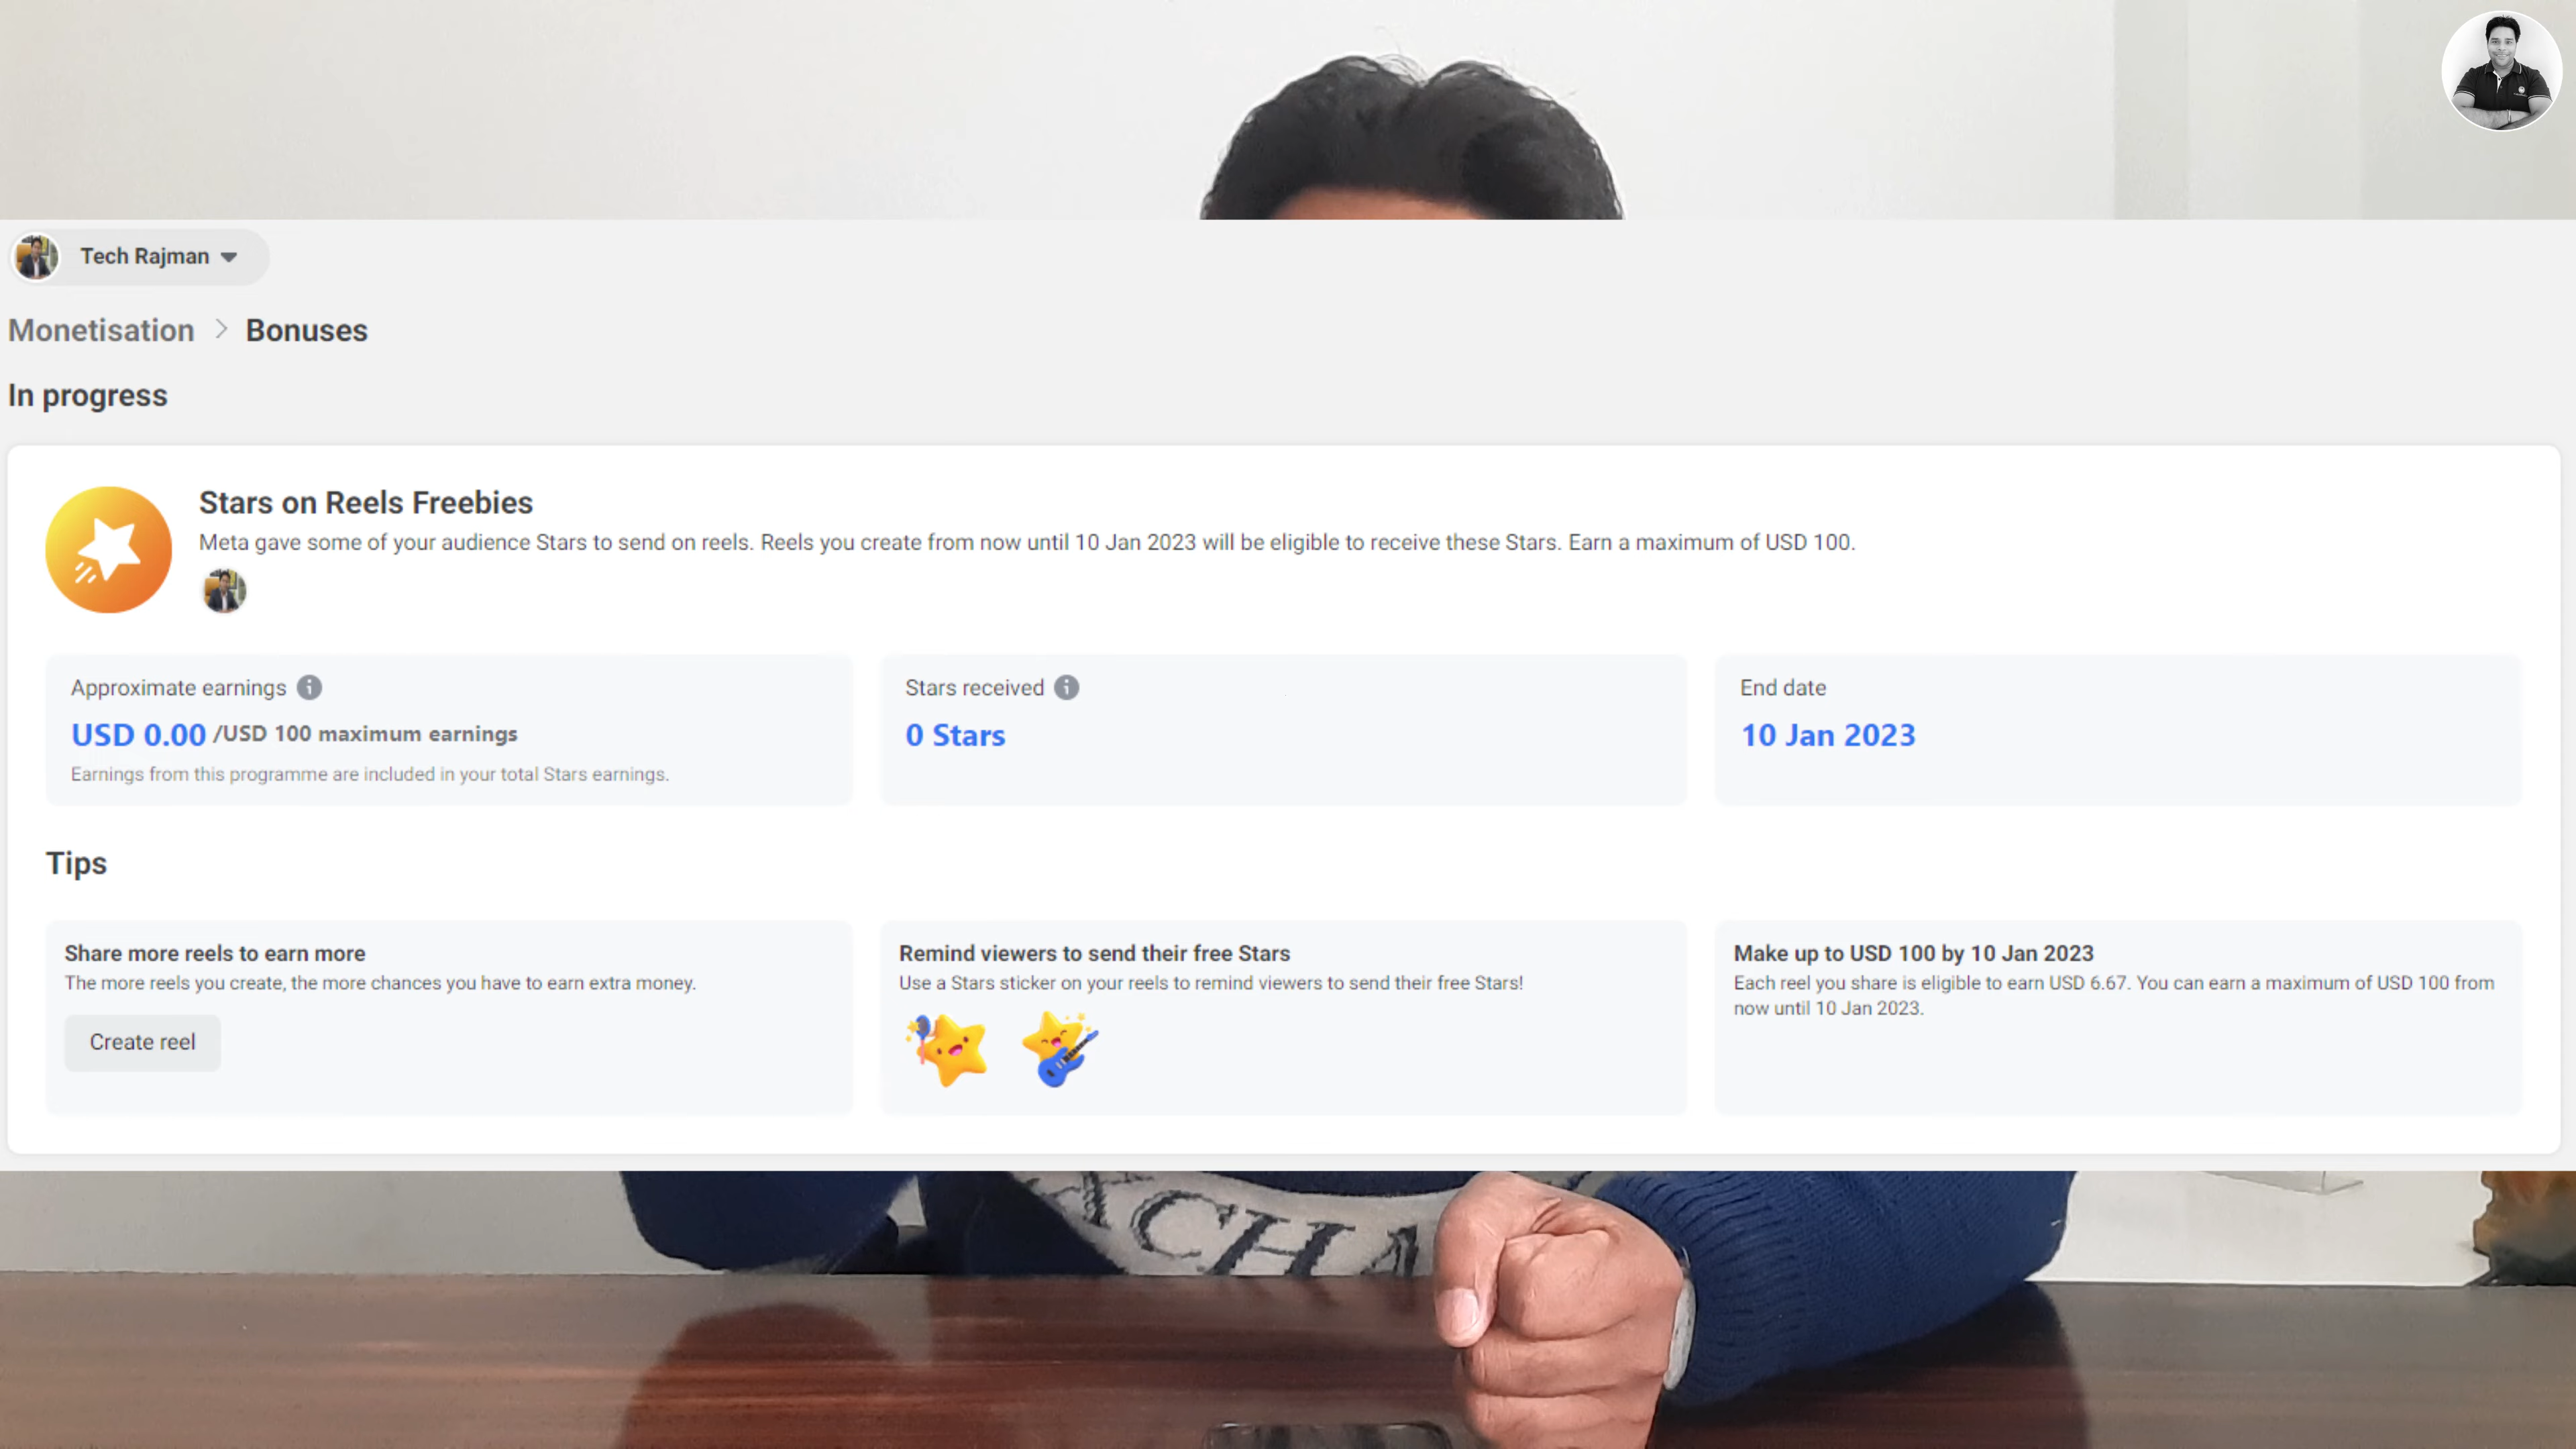 Tech Rajman
Monetisation > Bonuses
In progress
Stars on Reels Freebies
Meta gave some of your audience Stars to send on reels. Reels you create from now until 10 Jan 2023 will be eligible to receive these Stars. Earn a maximum of USD 100.
Approximate earnings
USD 0.00 /USD 100 maximum earnings
Earnings from this programme are included in your total Stars earnings.
Stars received
0 Stars
End date
10 Jan 2023
Tips
Share more reels to earn more
The more reels you create, the more chances you have to earn extra money.
Create reel
Remind viewers to send their free Stars
Use a Stars sticker on your reels to remind viewers to send their free Stars!
Make up to USD 100 by 10 Jan 2023
Each reel you share is eligible to earn USD 6.67. You can earn a maximum of USD 100 from
now until 10 Jan 2023.